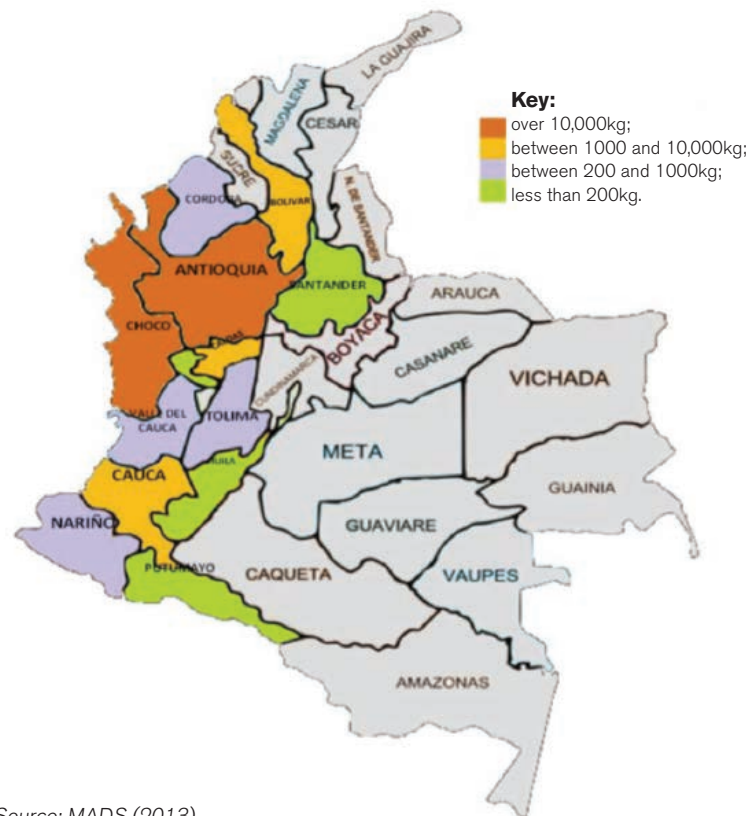 LA GUAJIRA
MAGDALENA
CESAR
Key:
over 10,000kg;
between 1000 and 10,000kg;
between 200 and 1000kg;
less than 200kg.
SUCRE
CORDOBA
BOLIVAR
N. DE SANTANDER
ANTIOQUIA
SANTANDER
ARAUCA
CHOCO
BOYACA
CASANARE
CUNDINAMARCA
VICHADA
VALLE DEL
CAUCA
TOLIMA
META
CAUCA
GUAINIA
NARIÑO
GUAVIARE
PUTUMAYO
CAQUETA
VAUPES
AMAZONAS
Source: MADS (2013)